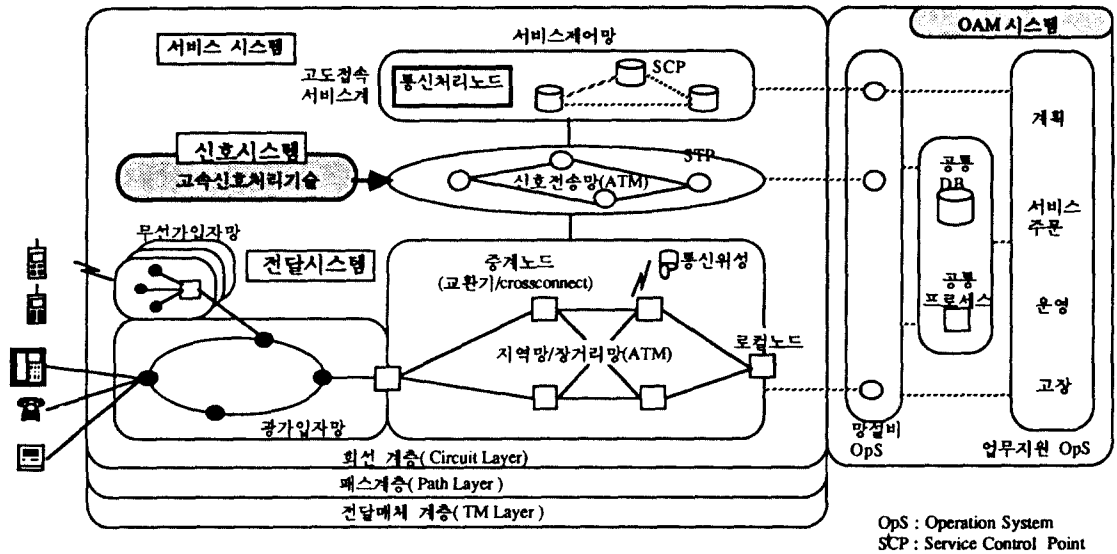 OAM 시스템
서비스 시스템
서비스제어망
고도접속
서비스계
통신처리노드
SCP
계획
신호시스템
고속신호처리기술
STP
신호전송망(ATM)
공통
DB
서비스
주문
무선가입자망
전달시스템
중계노드
(교환기/crossconnect)
통신위성
공통
프로세스
운영
지역망/장거리망(ATM)
로컬노드
고장
광가입자망
망설비
OpS
업무지원 OpS
회선 계층( Circuit Layer)
패스계층( Path Layer )
전달매체 계층( TM Layer )
OpS : Operation System
SCP : Service Control Point